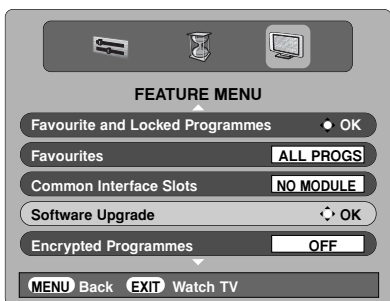 FEATURE MENU
Favourite and Locked Programmes OK
Favourites ALL PROGS
Common Interface Slots NO MODULE
Software Upgrade OK
Encrypted Programmes OFF
MENU Back EXIT Watch TV